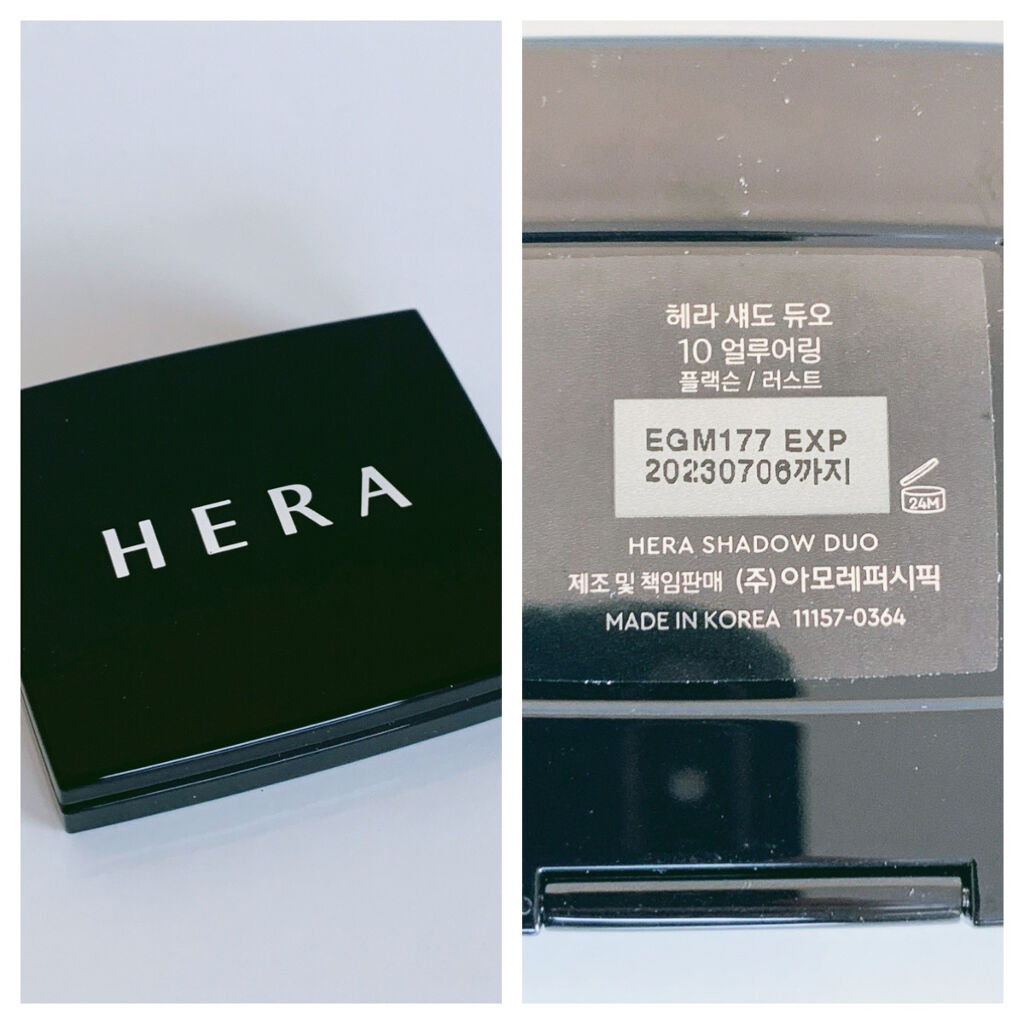 HERA
헤라 섀도 듀오
10 얼루어링
플랙슨 / 러스트
EGM177 EXP
20230706까지
24M
HERA SHADOW DUO
제조 및 책임판매 (주)아모레퍼시픽
MADE IN KOREA 11157-0364